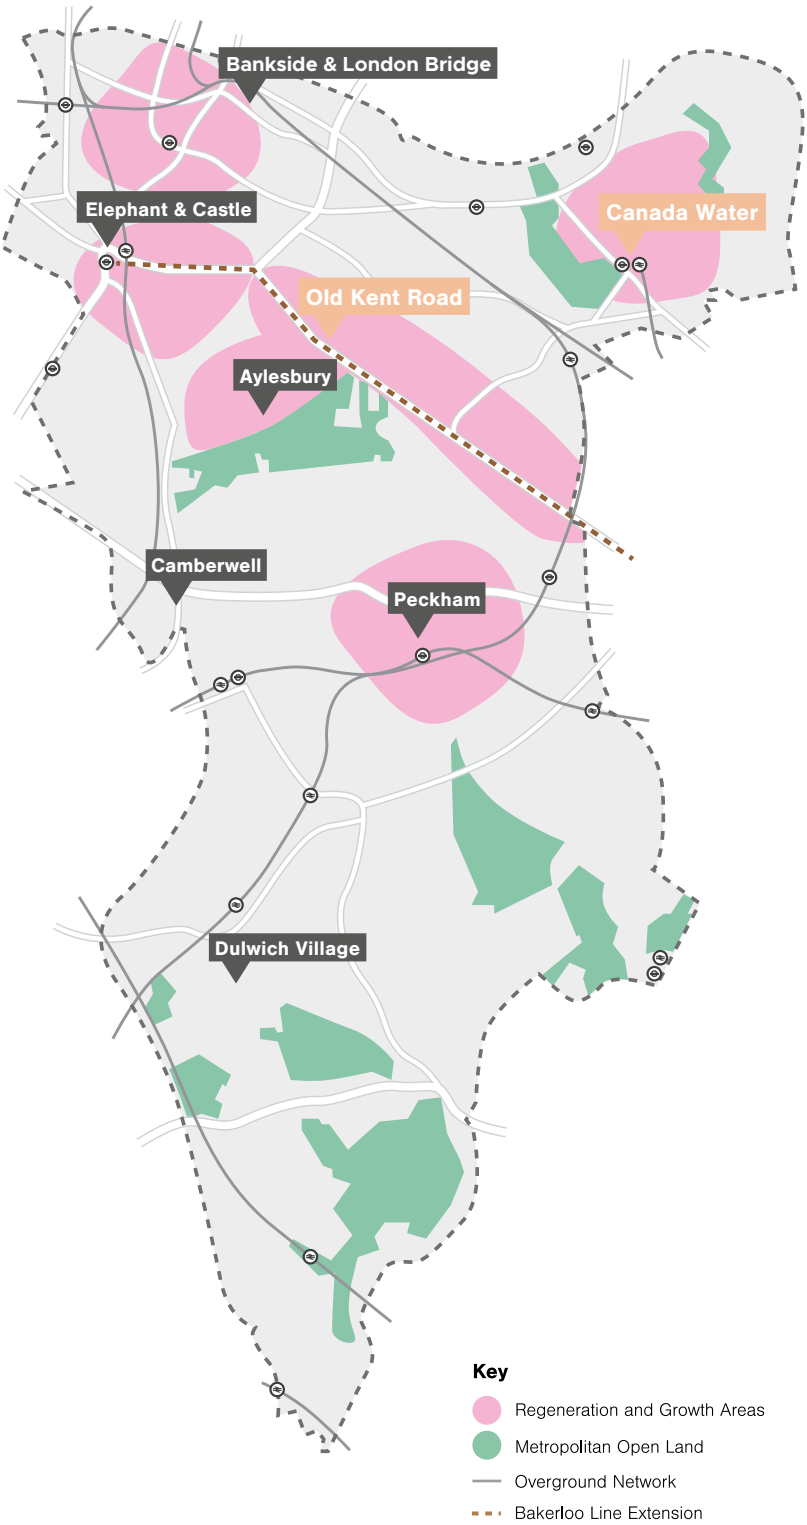 Bankside & London Bridge
Elephant & Castle
Canada Water
Old Kent Road
Aylesbury
Camberwell
Peckham
Dulwich Village
Key
Regeneration and Growth Areas
Metropolitan Open Land
Overground Network
Bakerloo Line Extension